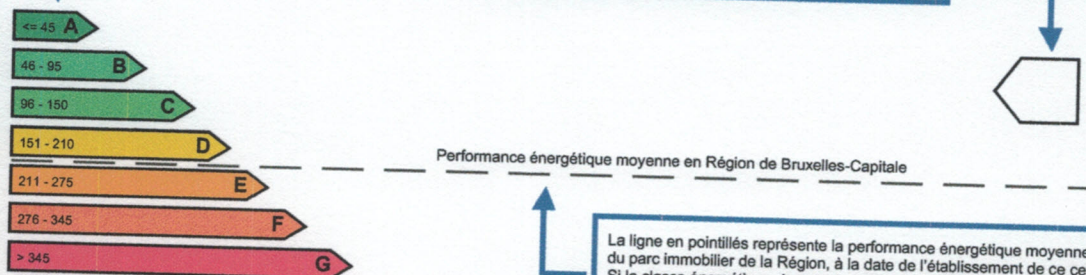 <= 45 A
46 - 95 B
96 - 150 C
151 - 210 D
Performance énergétique moyenne en Région de Bruxelles-Capitale
211 - 275 E
276 - 345 F
> 345 G
La ligne en pointillés représente la performance énergétique moyenne
du parc immobilier de la Région, à la date de l'établissement de ce